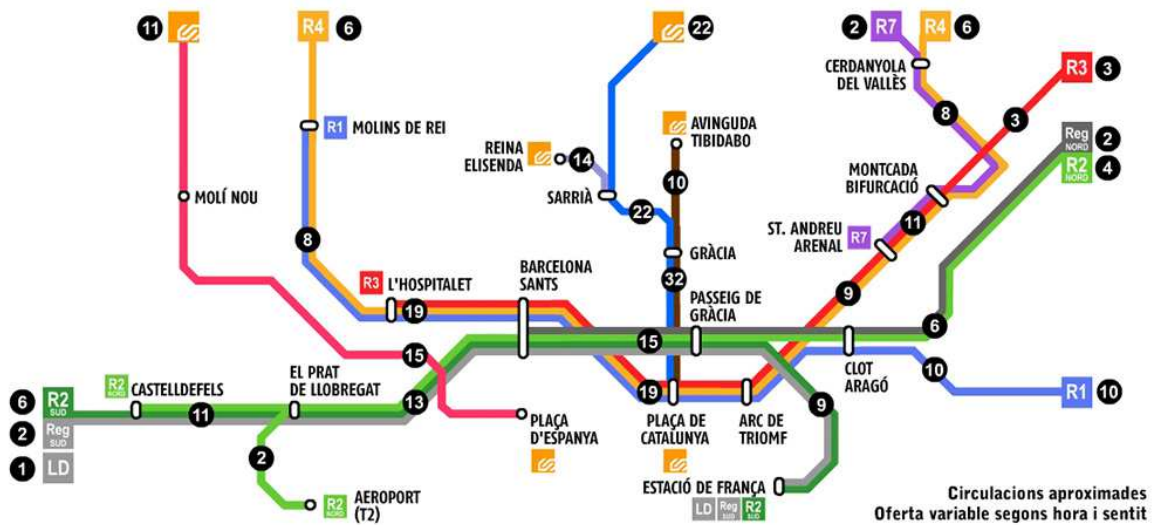 11
R4 6
22
2 R7
R4 6
CERDANYOLA
DEL VALLÈS
R3 3
8
3
Reg
NORD
2
R2
NORD
4
R1 MOLINS DE REI
AVINGUDA
TIBIDABO
REINA
ELISENDA
14
10
MONTCADA
BIFURCACIÓ
MOLÍ NOU
SARRIÀ
22
11
ST. ANDREU
ARENAL
R7
8
GRÀCIA
R3 L'HOSPITALET
BARCELONA
SANTS
32
PASSEIG DE
GRÀCIA
9
19
6
15
15
EL PRAT
DE LLOBREGAT
CLOT
ARAGÓ
10
R2
NORD
CASTELLDEFELS
13
19
9
R1 10
6 R2
SUD
11
2 Reg
SUD
1 LD
PLAÇA
D'ESPANYA
PLAÇA DE
CATALUNYA
ARC DE
TRIOMF
2
ESTACIÓ DE FRANÇA
LD Reg
SUD
R2
SUD
R2
NORD
AEROPORT
(T2)
Circulacions aproximades
Oferta variable segons hora i sentit